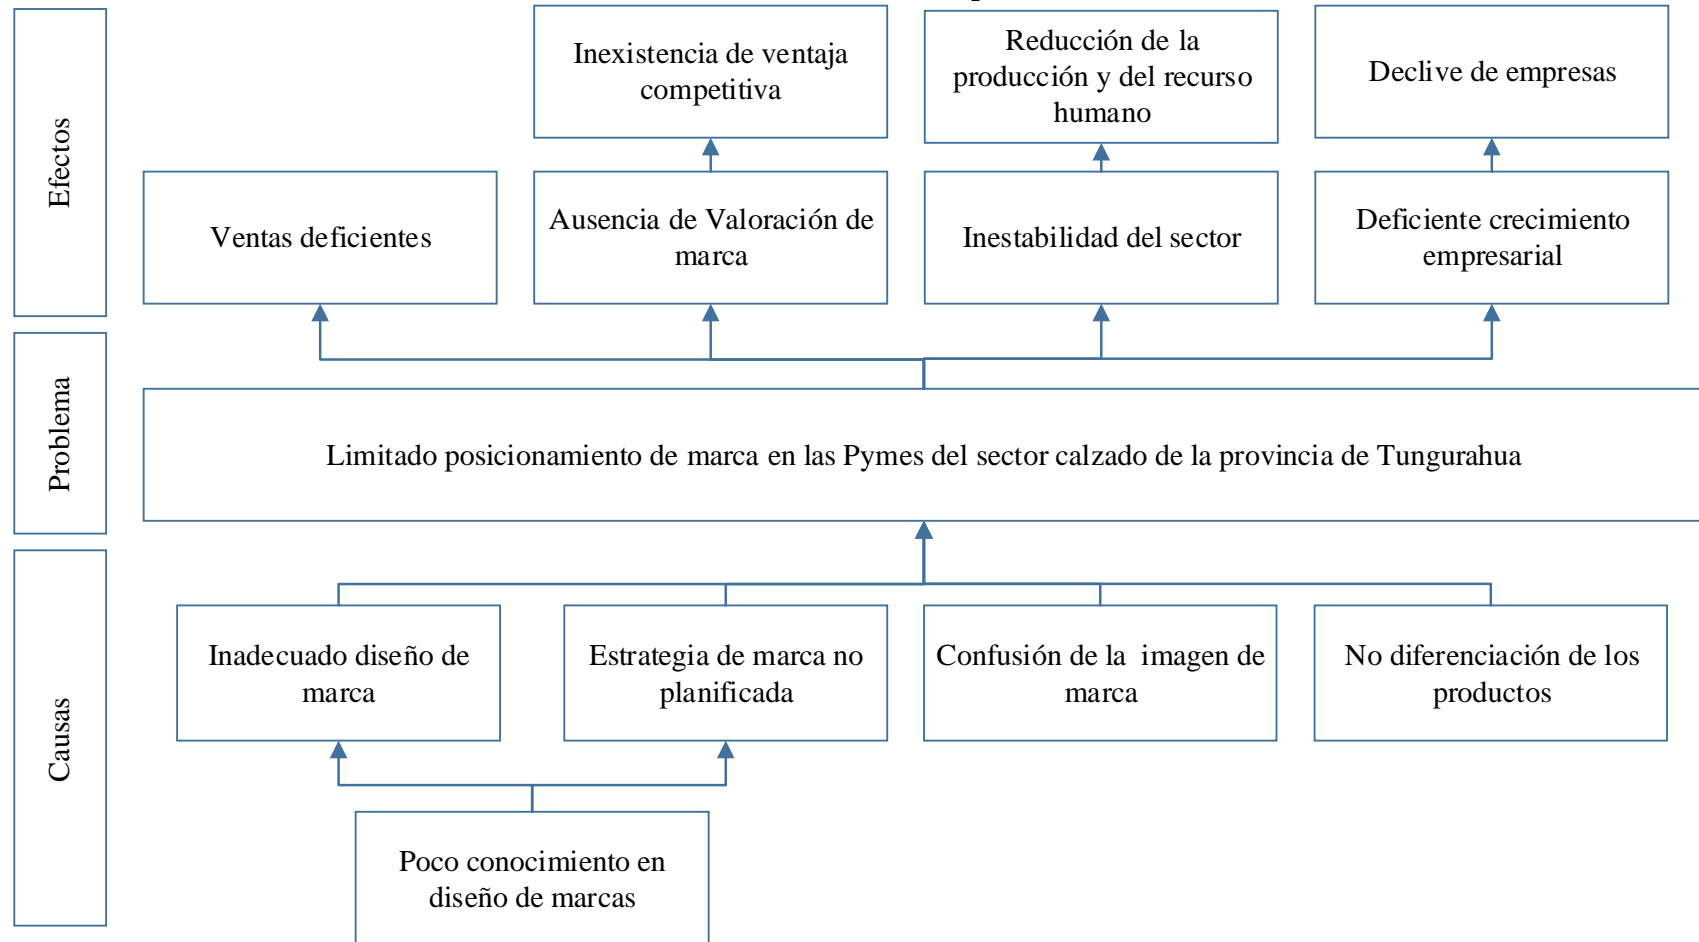 Efectos
Inexistencia de ventaja
competitiva
Reducción de la
producción y del recurso
humano
Declive de empresas
Ventas deficientes
Ausencia de Valoración de
marca
Inestabilidad del sector
Deficiente crecimiento
empresarial
Problema
Limitado posicionamiento de marca en las Pymes del sector calzado de la provincia de Tungurahua
Causas
Inadecuado diseño de
marca
Estrategia de marca no
planificada
Confusión de la imagen de
marca
No diferenciación de los
productos
Poco conocimiento en
diseño de marcas